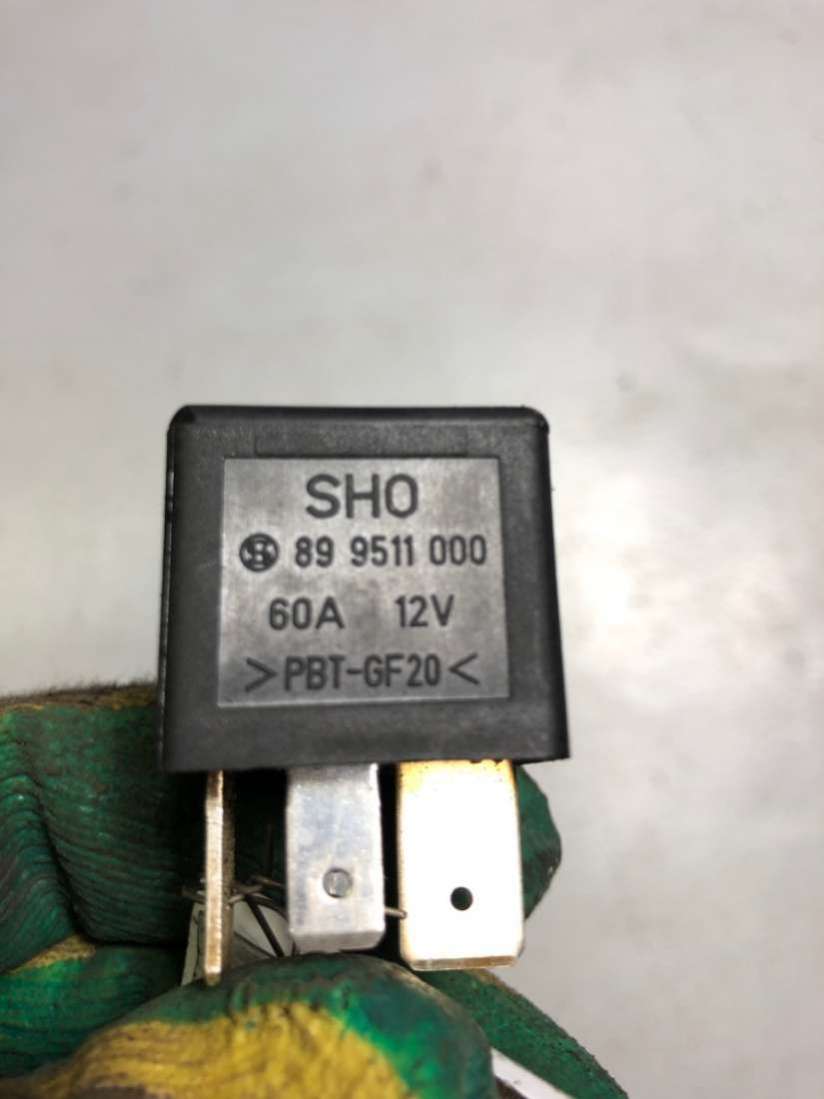 SHO
89 9511 000
60A 12V
>PBT-GF20<